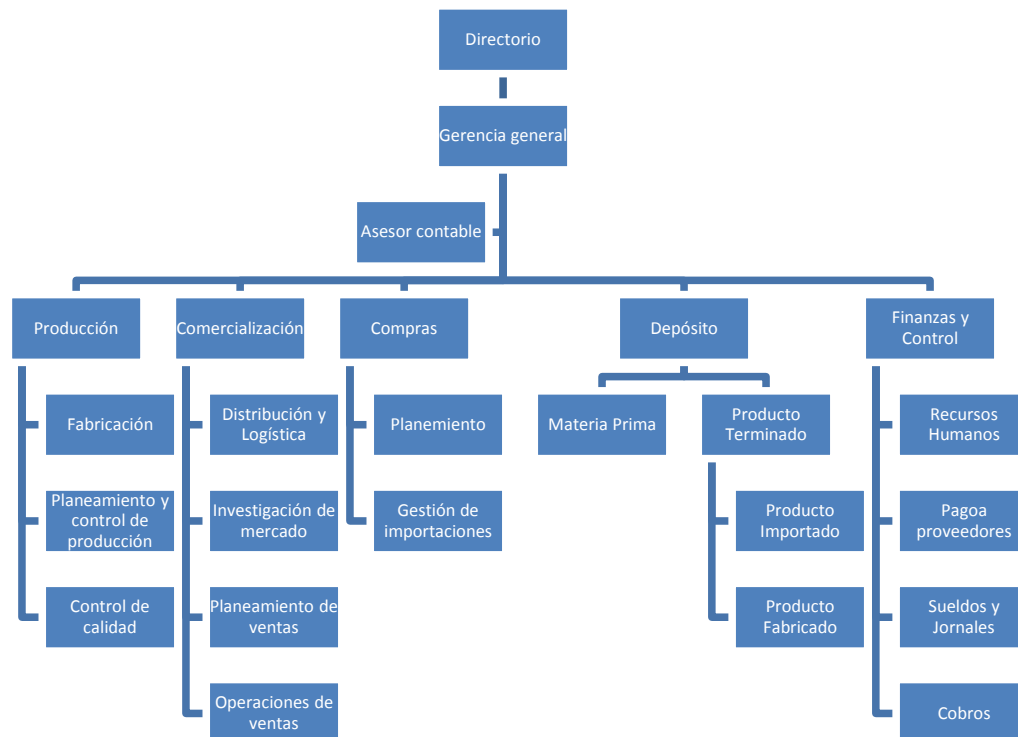 Directorio
Gerencia general
Asesor contable
Producción
Comercialización
Compras
Depósito
Finanzas y
Control
Fabricación
Planeamiento y
control de
producción
Control de
calidad
Distribución y
Logística
Investigación de
mercado
Planeamiento de
ventas
Operaciones de
ventas
Planemiento
Gestión de
importaciones
Materia Prima
Producto
Terminado
Producto
Importado
Producto
Fabricado
Recursos
Humanos
Pagoa
proveedores
Sueldos y
Jornales
Cobros